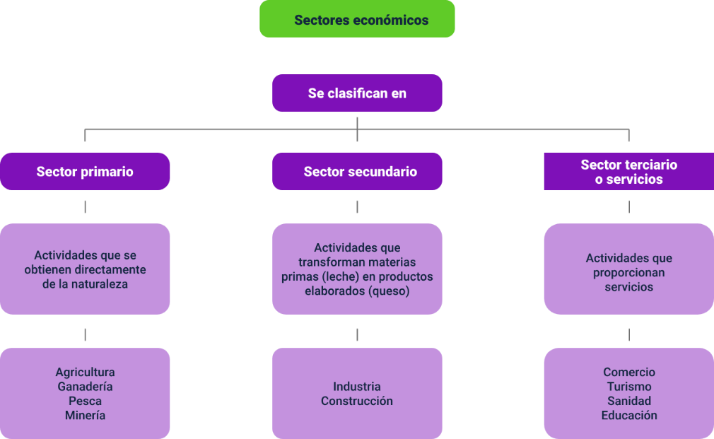 Sectores económicos
Se clasifican en
Sector primario
Sector secundario
Sector terciario
o servicios
Actividades que se
obtienen directamente
de la naturaleza
Actividades que
transforman materias
primas (leche) en productos
elaborados (queso)
Actividades que
proporcionan
servicios
Agricultura
Ganadería
Pesca
Minería
Industria
Construcción
Comercio
Turismo
Sanidad
Educación